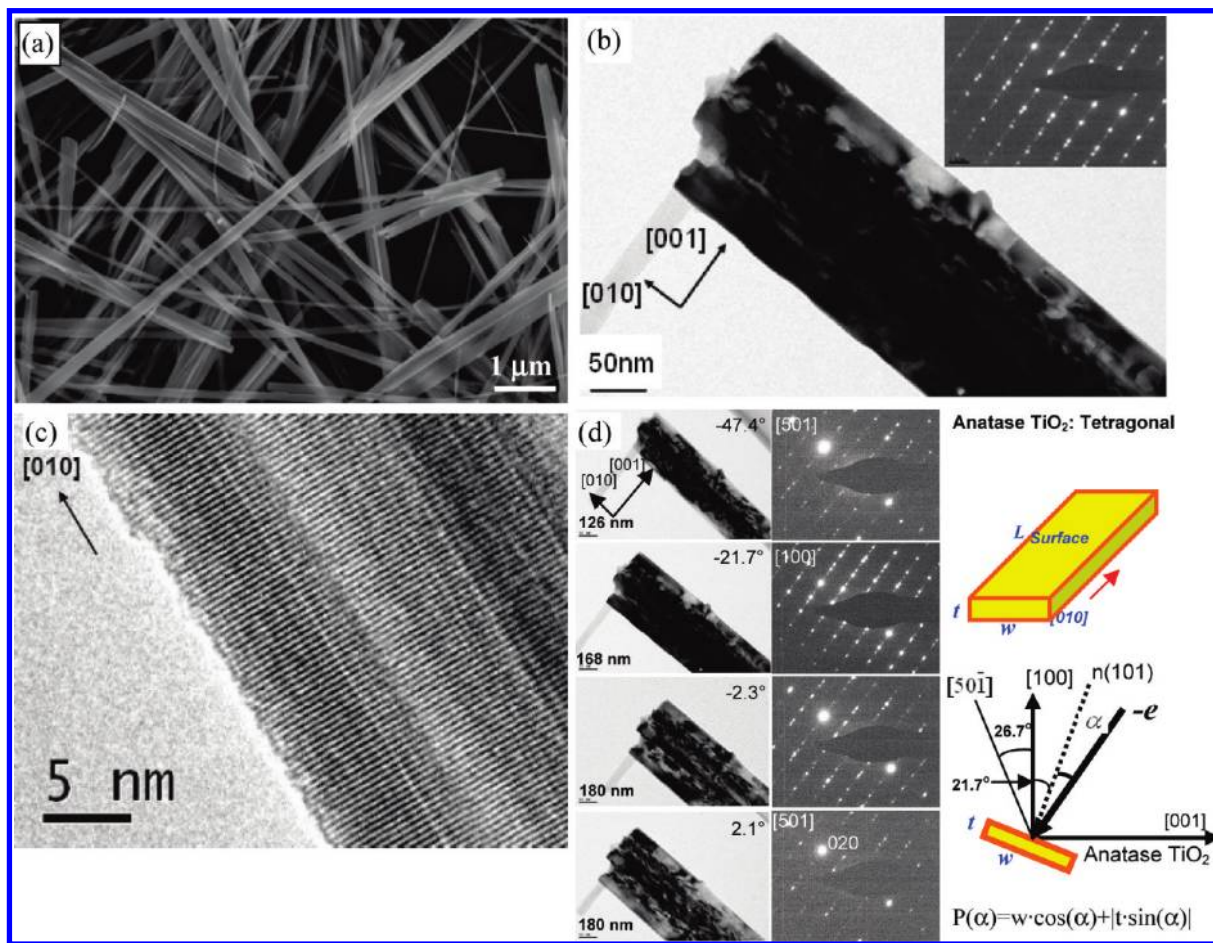 (a)
1 μm
(b)
[001]
[010]
50nm
(c)
[010]
5 nm
(d)
-47.4°
[001]
[010]
126 nm
[501]
-21.7°
168 nm
[100]
-2.3°
180 nm
2.1°
180 nm
[501]
020
Anatase TiO₂: Tetragonal
L
Surface
t
w
[010]
[501̄]
[100]
n(101)
26.7°
α
-e
21.7°
[001]
t
w
Anatase TiO₂
P(α)=w·cos(α)+|t·sin(α)|